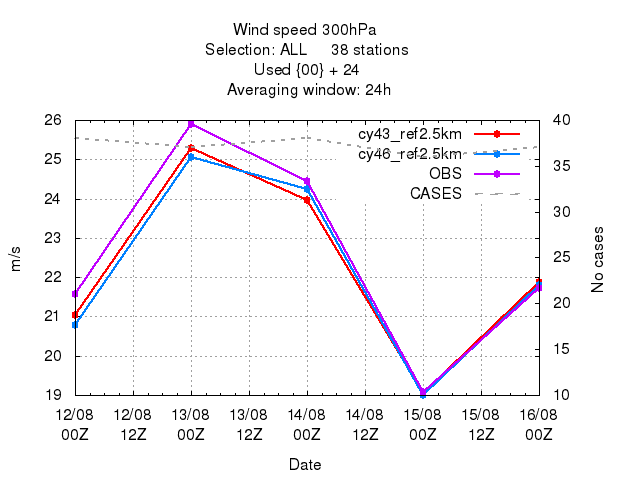 Wind speed 300hPa
Selection: ALL     38 stations
Used {00} + 24
Averaging window: 24h
26 40
cy43_ref2.5km
cy46_ref2.5km
OBS
CASES
25 35
24 30
23 25
22 20
21 15
20
19 10
m/s
No cases
12/08 12/08 13/08 13/08 14/08 14/08 15/08 15/08 16/08
00Z 12Z 00Z 12Z 00Z 12Z 00Z 12Z 00Z
Date